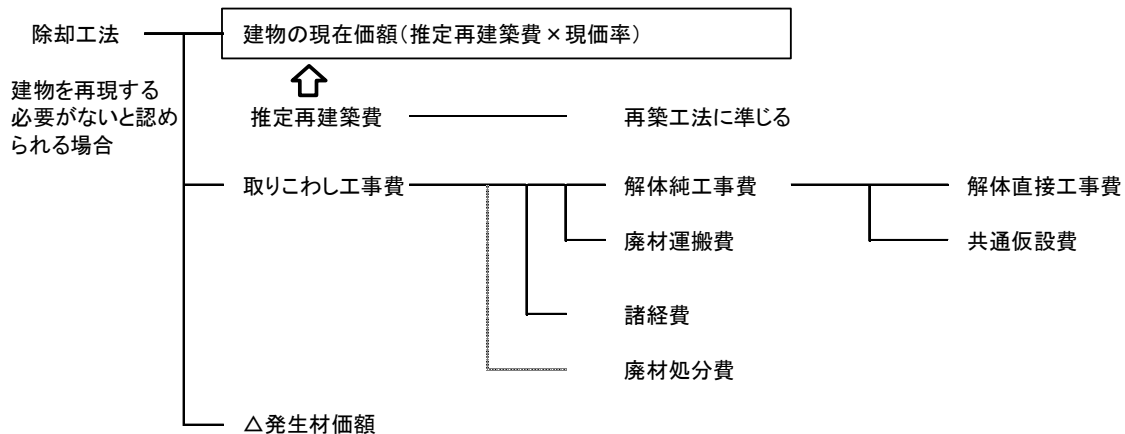 除却工法
建物の現在価額(推定再建築費×現価率)
建物を再現する
必要がないと認め
られる場合
推定再建築費
再築工法に準じる
取りこわし工事費
解体純工事費
解体直接工事費
廃材運搬費
共通仮設費
諸経費
廃材処分費
△発生材価額